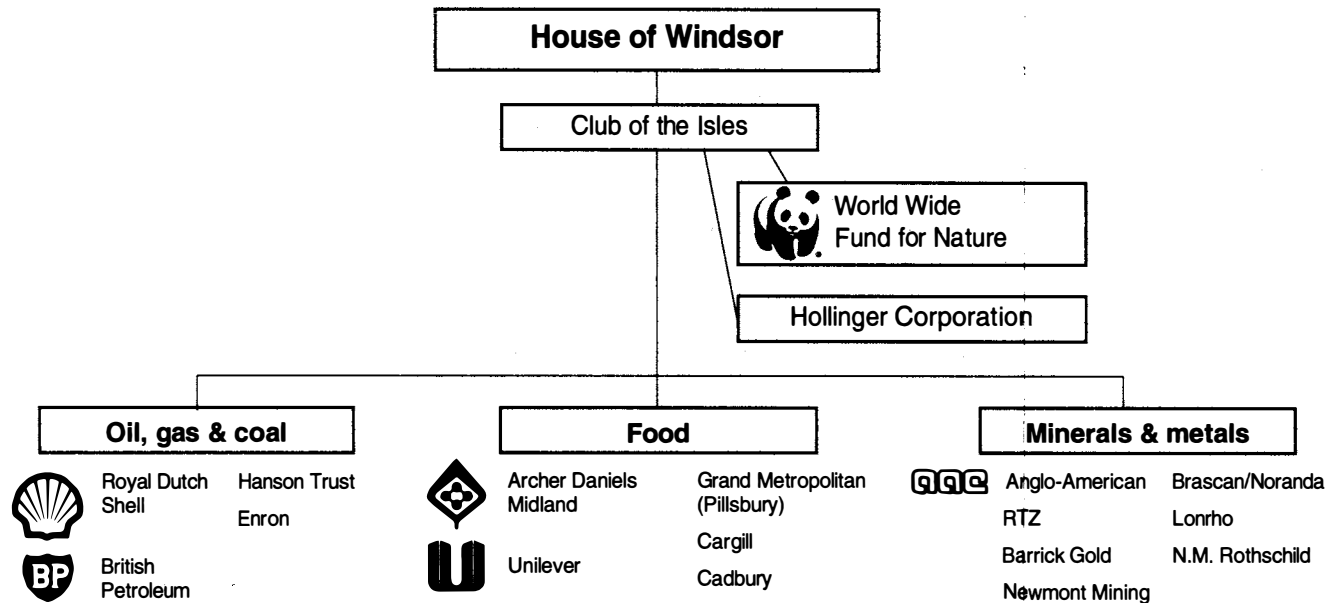 House of Windsor
Club of the Isles
World Wide
Fund for Nature
Hollinger Corporation
Oil, gas & coal
Royal Dutch
Shell
Hanson Trust
Enron
BP
British
Petroleum
Food
Archer Daniels
Midland
Grand Metropolitan
(Pillsbury)
Cargill
U
Unilever
Cadbury
Minerals & metals
aac
Anglo-American
Brascan/Noranda
RTZ
Lonrho
Barrick Gold
N.M. Rothschild
Newmont Mining